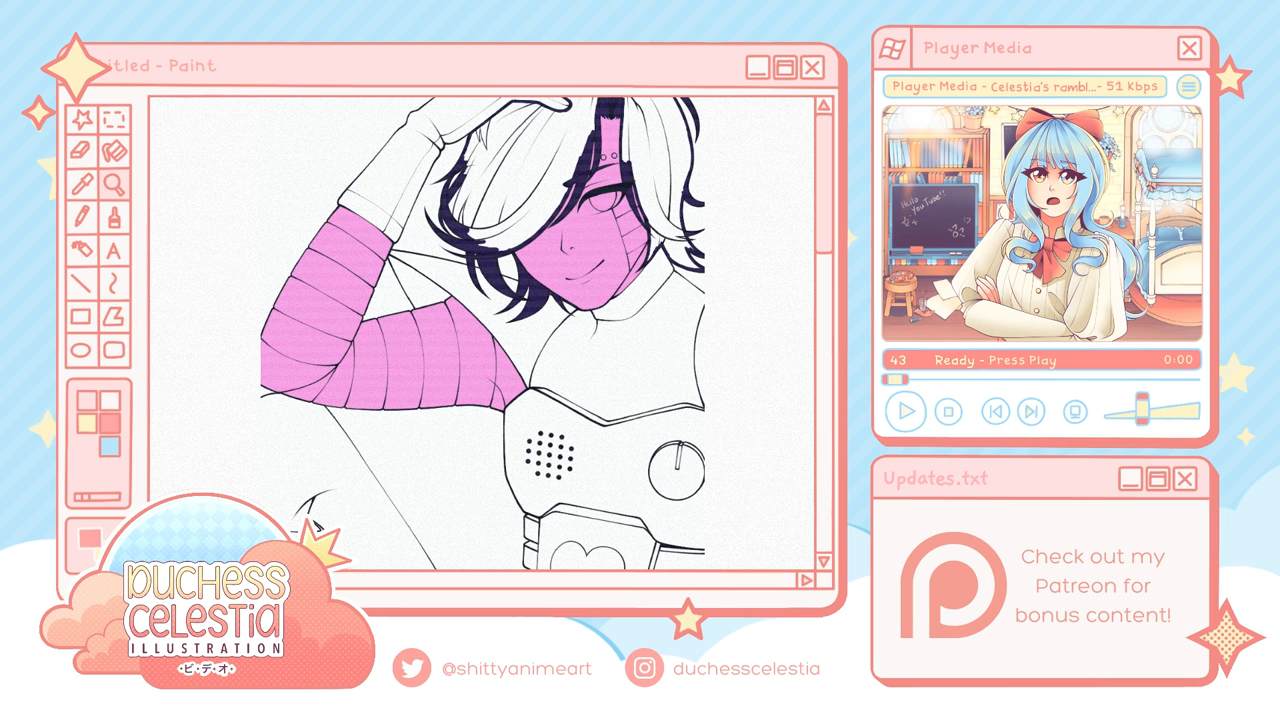 titled - Paint
Player Media
Player Media - Celestia's rambl...- 51 Kbps
Hello
YouTube!!
43 Ready - Press Play 0:00
A
Updates.txt
Check out my
Patreon for
bonus content!
DUCHESS
CELESTIA
ILLUSTRATION
・ビ・デ・オ・
@shittyanimeart
duchesscelestia